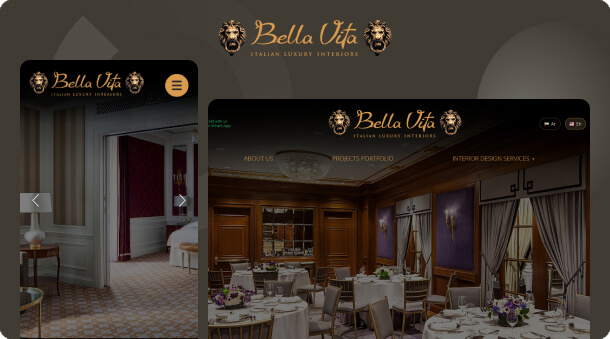 Bella Vita
ITALIAN LUXURY INTERIORS
Bella Vita
ITALIAN LUXURY INTERIORS
Bella Vita
ITALIAN LUXURY INTERIORS
Ar
En
ABOUT US
PROJECTS PORTFOLIO
INTERIOR DESIGN SERVICES